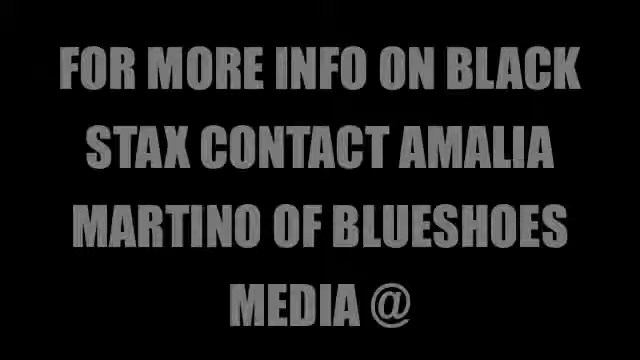 FOR MORE INFO ON BLACK
STAX CONTACT AMALIA
MARTINO OF BLUESHOES
MEDIA @